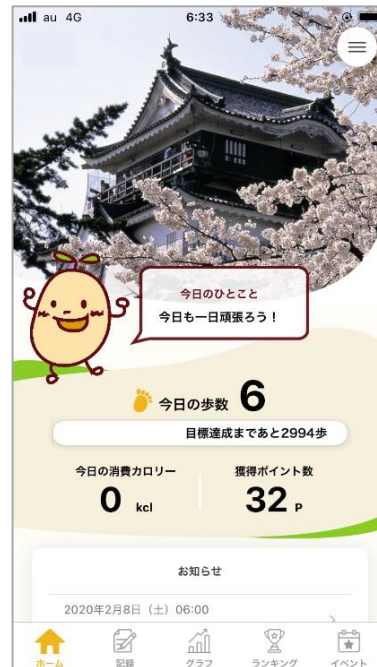 au 4G 6:33
今日のひとこと
今日も一日頑張ろう！
今日の歩数 6
目標達成まであと2994歩
今日の消費カロリー 獲得ポイント数
0 kcl 32 P
お知らせ
2020年2月8日（土）06:00
ホーム 記録 グラフ ランキング イベント